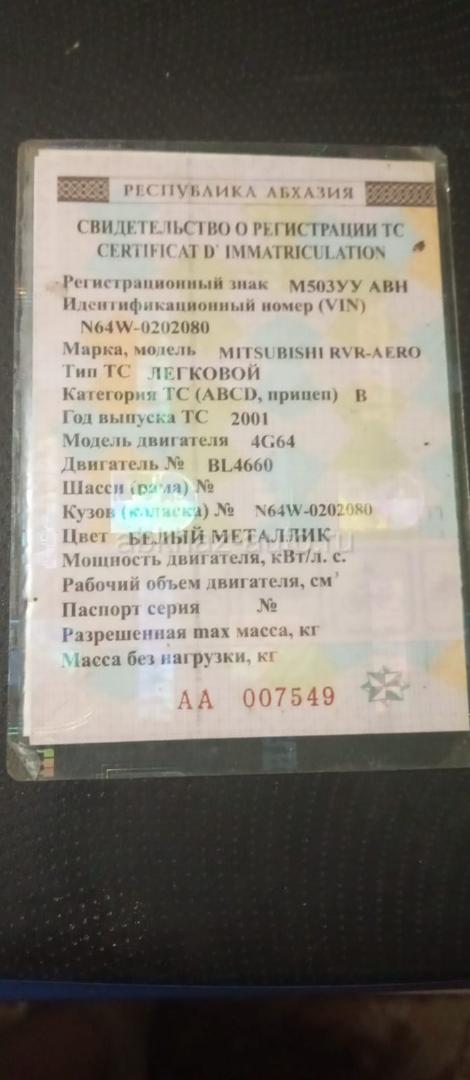 РЕСПУБЛИКА АБХАЗИЯ
СВИДЕТЕЛЬСТВО О РЕГИСТРАЦИИ ТС
CERTIFICAT D' IMMATRICULATION
Регистрационный знак М503УУ АВН
Идентификационный номер (VIN)
N64W-0202080
Марка, модель MITSUBISHI RVR-AERO
Тип ТС ЛЕГКОВОЙ
Категория ТС (ABCD, прицеп) B
Год выпуска ТС 2001
Модель двигателя 4G64
Двигатель № BL4660
Шасси (рама) №
Кузов (коляска) № N64W-0202080
Цвет БЕЛЫЙ МЕТАЛЛИК
Мощность двигателя, кВт/л. с.
Рабочий объем двигателя, см³
Паспорт серия №
Разрешенная max масса, кг
Масса без нагрузки, кг
АА 007549